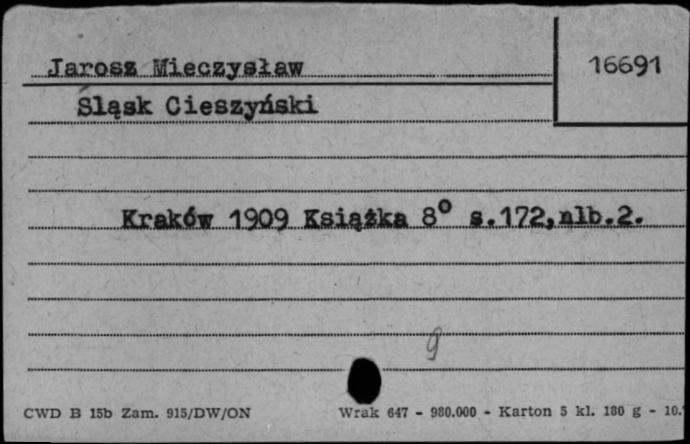 Jarosz Mieczysław
16691
Śląsk Cieszyński
Kraków 1909 Książka 8º s.172,nlb.2.
9
CWD B 15b Zam. 915/DW/ON
Wrak 647 - 980.000 - Karton 5 kl. 180 g - 10.